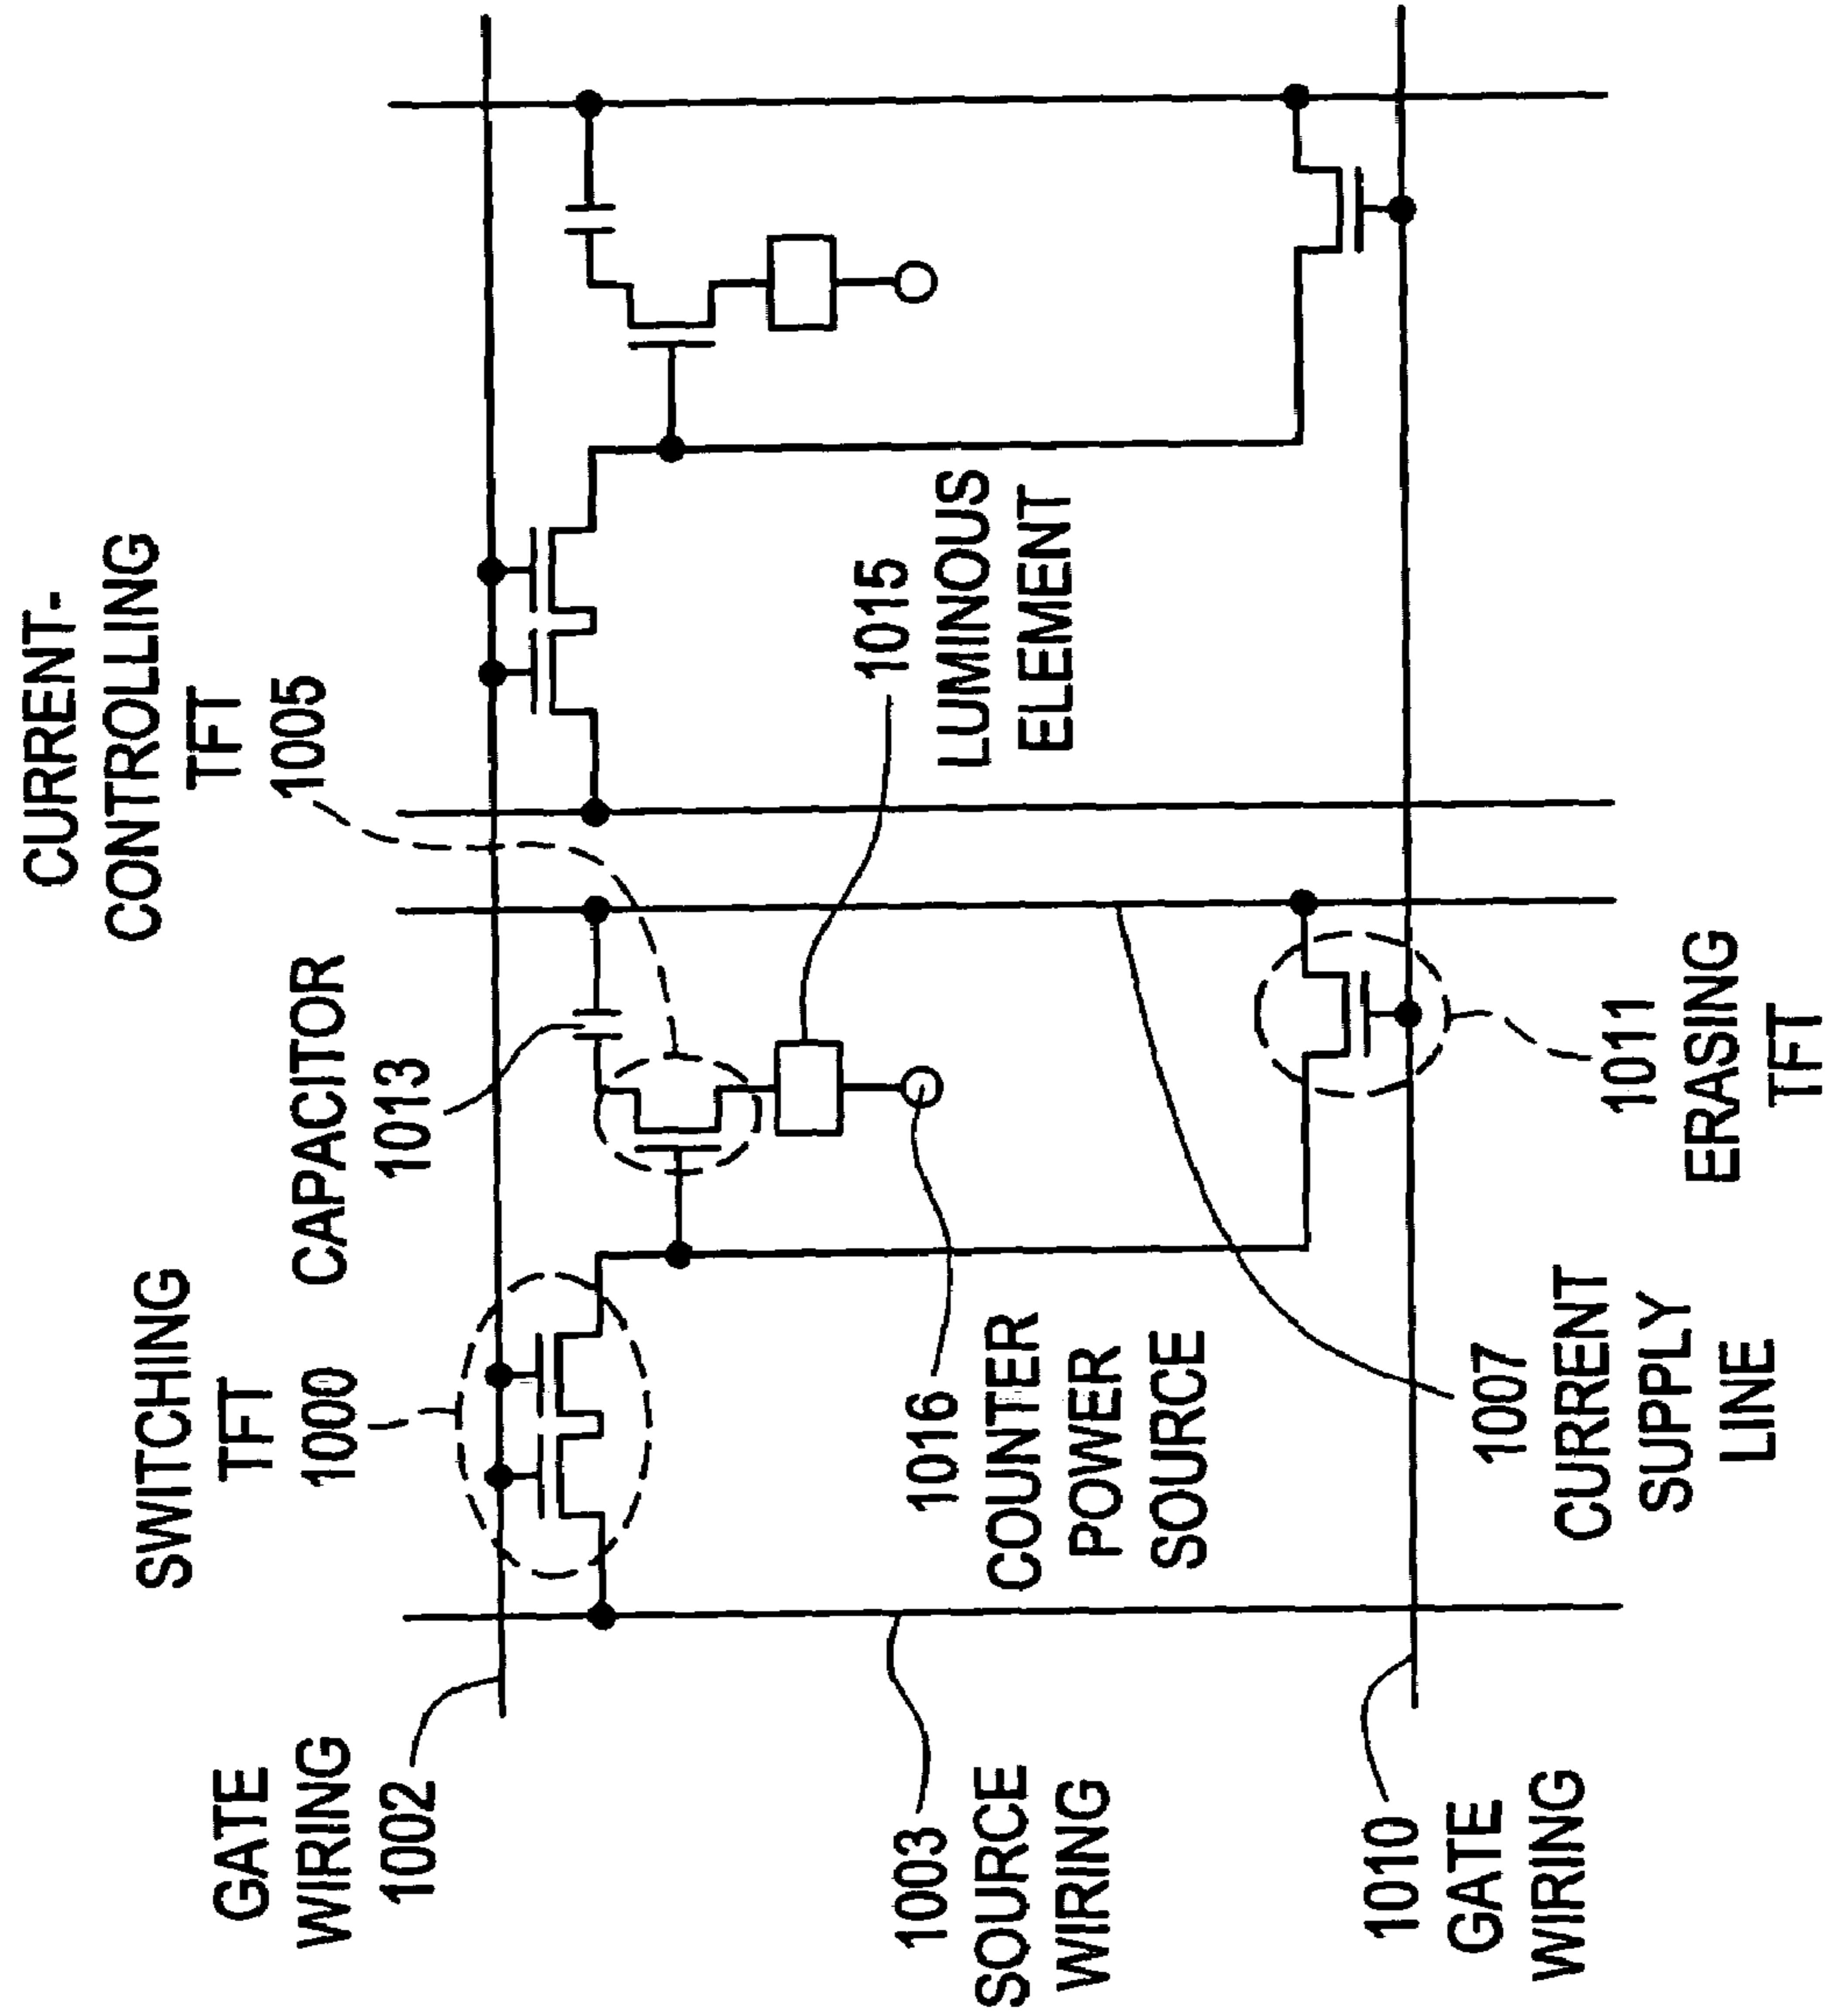 CURRENT-
CONTROLLING
TFT
1005
SWITCHING
TFT
1000
CAPACITOR
1013
GATE
WIRING
1002
1015
LUMINOUS
ELEMENT
1016
COUNTER
POWER
SOURCE
1003
SOURCE
WIRING
1010
GATE
WIRING
1007
CURRENT
SUPPLY
LINE
1011
ERASING
TFT